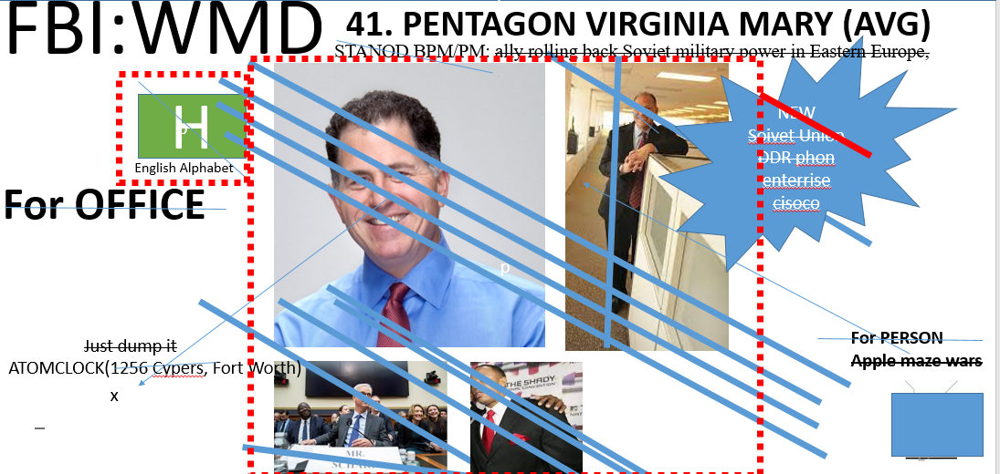 FBI:WMD
41. PENTAGON VIRGINIA MARY (AVG)
STANOD BPM/PM: ally rolling back Soviet military power in Eastern Europe,
H
p
English Alphabet
For OFFICE
NEW
Soivet Union
DDR phon
enterrise
cisoco
p
Just dump it
ATOMCLOCK(1256 Cypers, Fort Worth)
x
For PERSON
Apple maze wars
THE SHADY
NAL CONVENTION
MR.